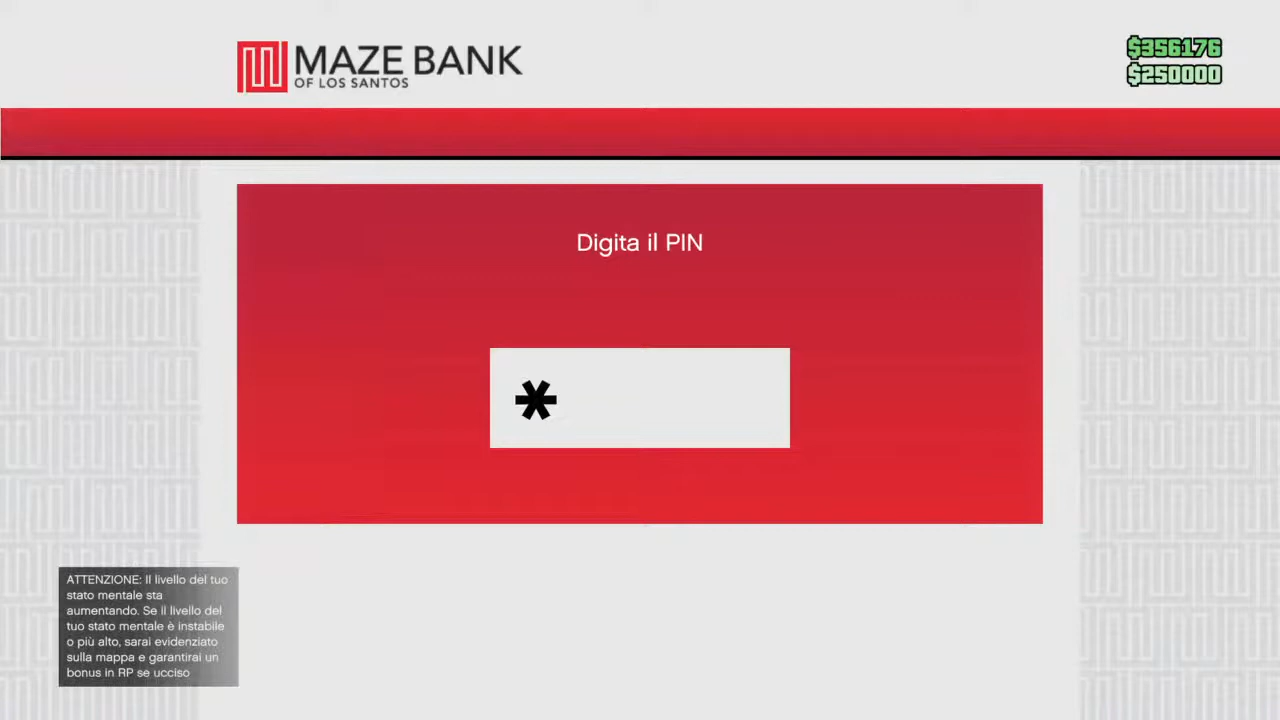 MAZE BANK
OF LOS SANTOS
$356176
$250000
Digita il PIN
*
ATTENZIONE: Il livello del tuo
stato mentale sta
aumentando. Se il livello del
tuo stato mentale è instabile
o più alto, sarai evidenziato
sulla mappa e garantirai un
bonus in RP se ucciso